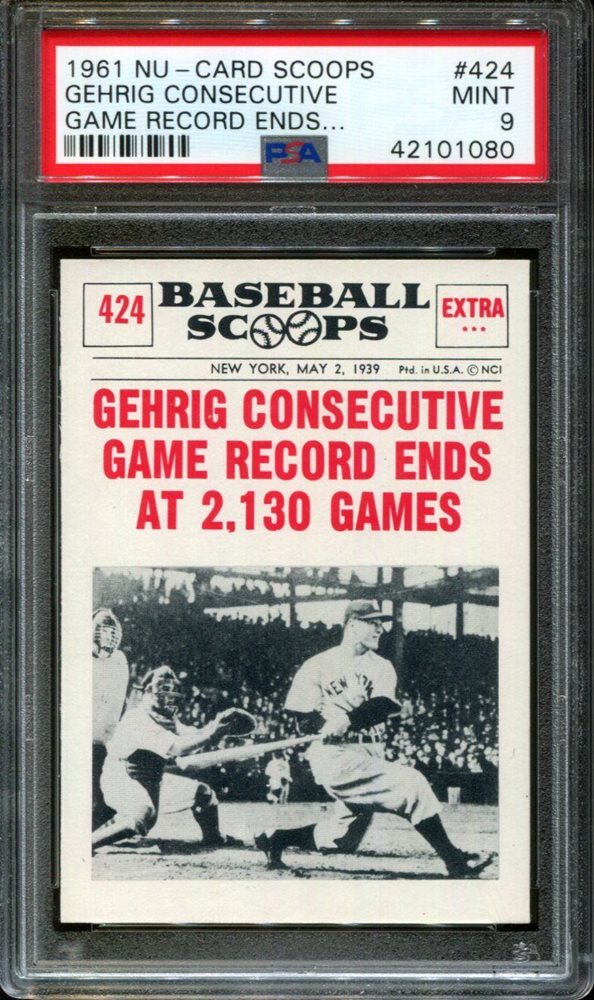 1961 NU-CARD SCOOPS #424
GEHRIG CONSECUTIVE MINT
GAME RECORD ENDS... 9
PSA 42101080
424 BASEBALL SCOOPS EXTRA
NEW YORK, MAY 2, 1939 Ptd. in U.S.A. © NCI
GEHRIG CONSECUTIVE
GAME RECORD ENDS
AT 2,130 GAMES
NEW YORK